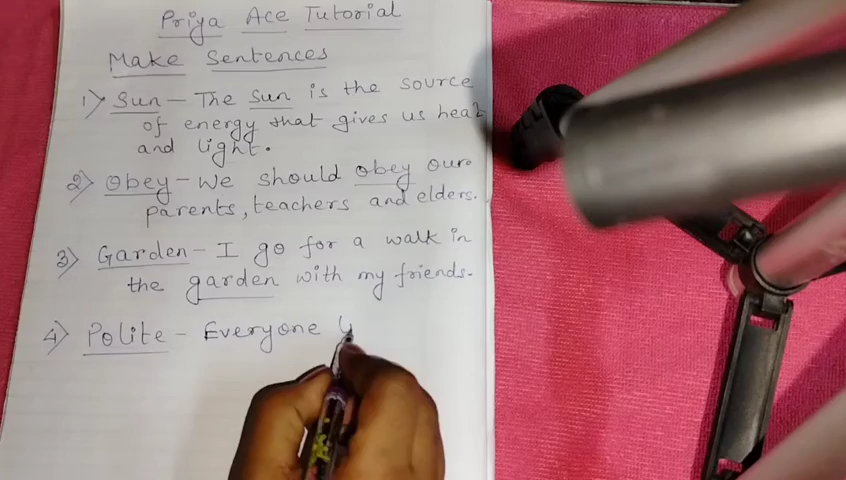 Priya Ace Tutorial
Make Sentences
1) Sun - The sun is the source
of energy that gives us heat
and light.
2) Obey - We should obey our
parents, teachers and elders.
3) Garden - I go for a walk in
the garden with my friends.
4) Polite - Everyone